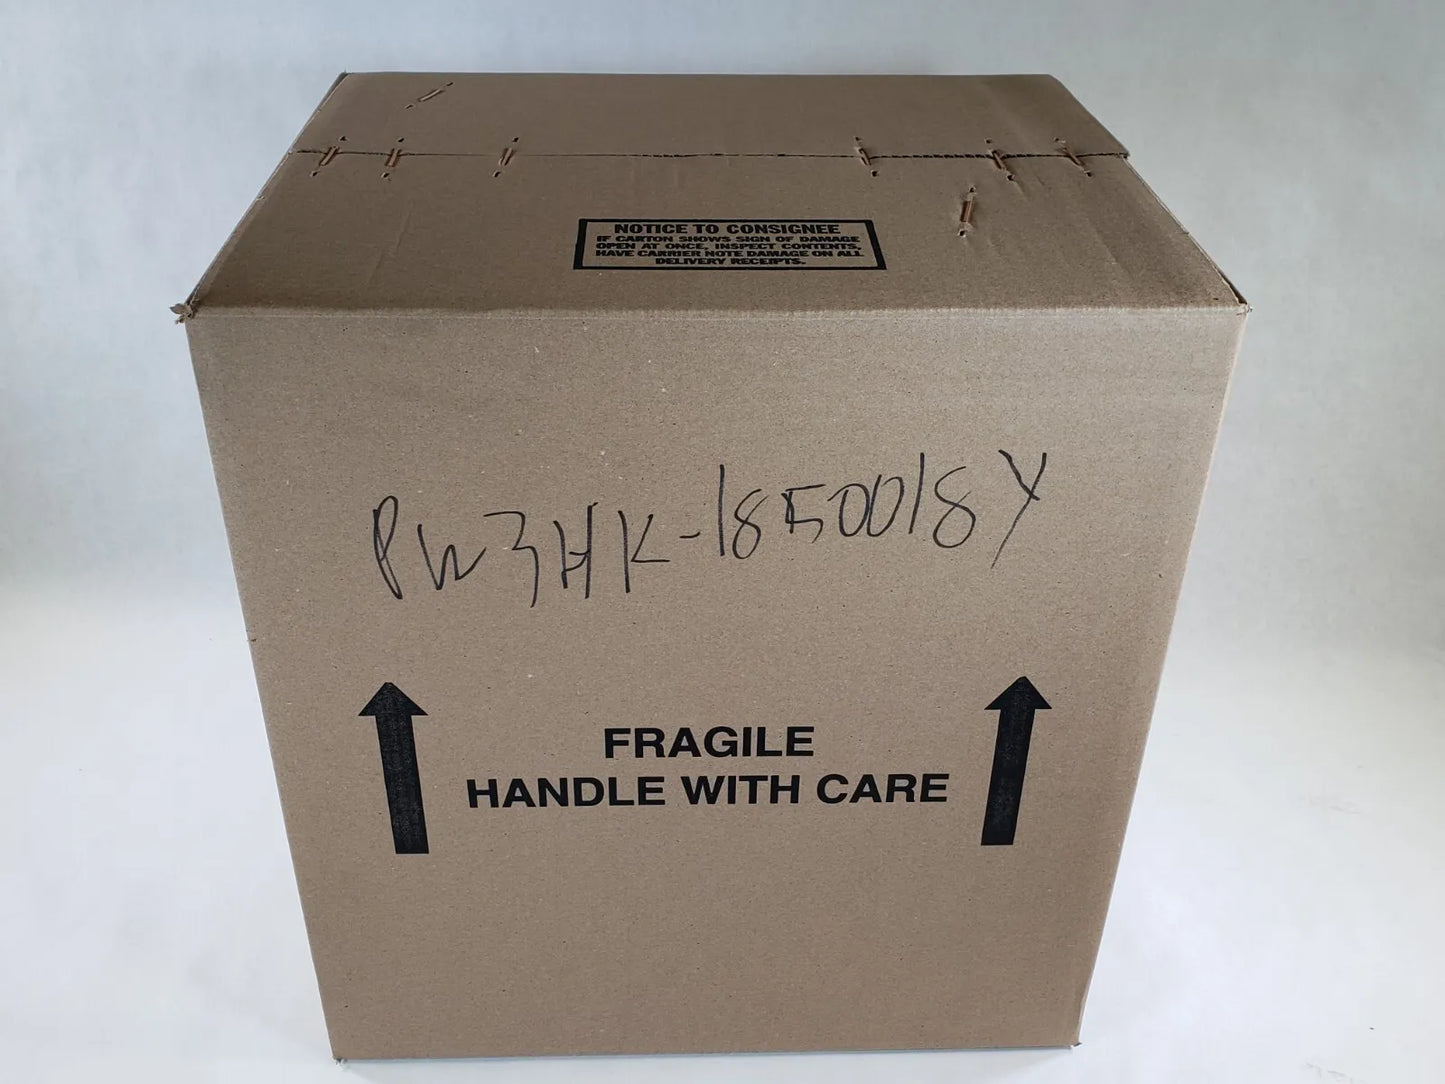 NOTICE TO CONSIGNEE
IF CARTON SHOWS SIGN OF DAMAGE
OPEN AT ONCE, INSPECT CONTENTS,
HAVE CARRIER NOTE DAMAGE ON ALL
DELIVERY RECEIPTS.
PW3HK-1850018Y
FRAGILE
HANDLE WITH CARE